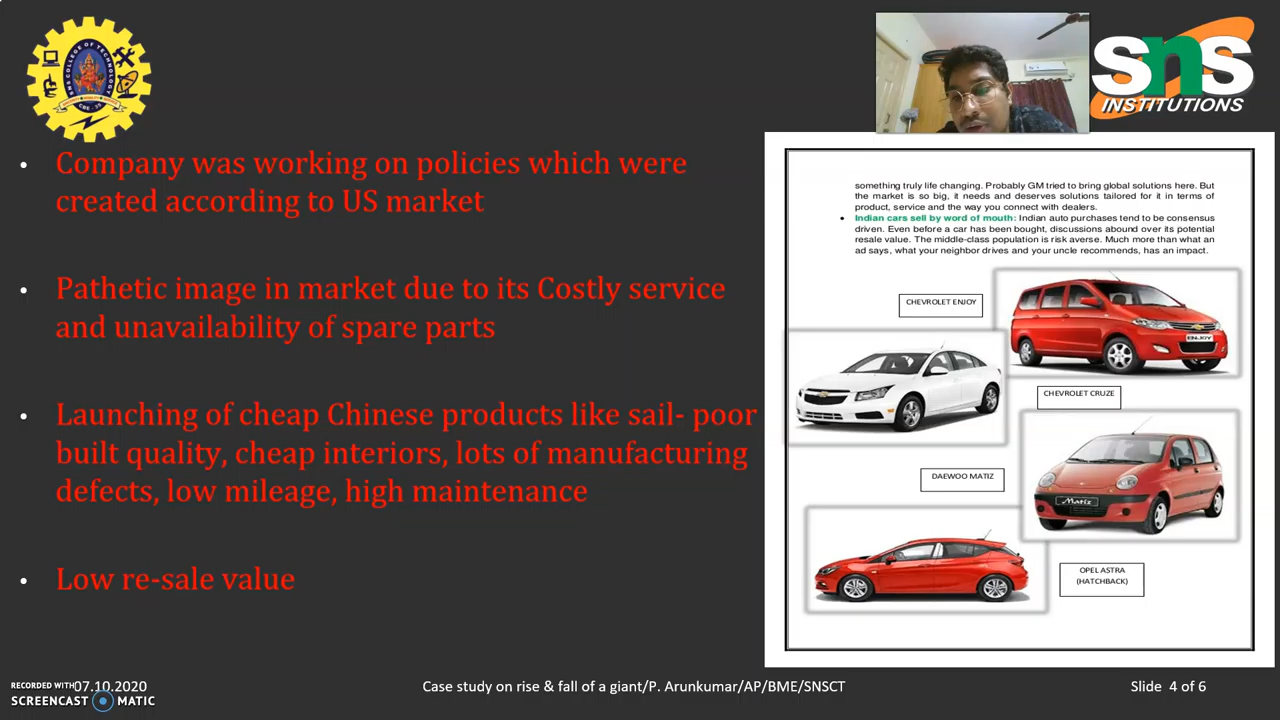 SNS COLLEGE OF TECHNOLOGY
CBE - 35
sns
INSTITUTIONS
• Company was working on policies which were
created according to US market
• Pathetic image in market due to its Costly service
and unavailability of spare parts
• Launching of cheap Chinese products like sail- poor
built quality, cheap interiors, lots of manufacturing
defects, low mileage, high maintenance
• Low re-sale value
something truly life changing. Probably GM tried to bring global solutions here. But
the market is so big, it needs and deserves solutions tailored for it in terms of
product, service and the way you connect with dealers.
• Indian cars sell by word of mouth: Indian auto purchases tend to be consensus
driven. Even before a car has been bought, discussions abound over its potential
resale value. The middle-class population is risk averse. Much more than what an
ad says, what your neighbor drives and your uncle recommends, has an impact.
CHEVROLET ENJOY
ENJOY
CHEVROLET CRUZE
DAEWOO MATIZ
Matiz
OPEL ASTRA
(HATCHBACK)
RECORDED WITH
SCREENCAST MATIC
07.10.2020
Case study on rise & fall of a giant/P. Arunkumar/AP/BME/SNSCT
Slide 4 of 6